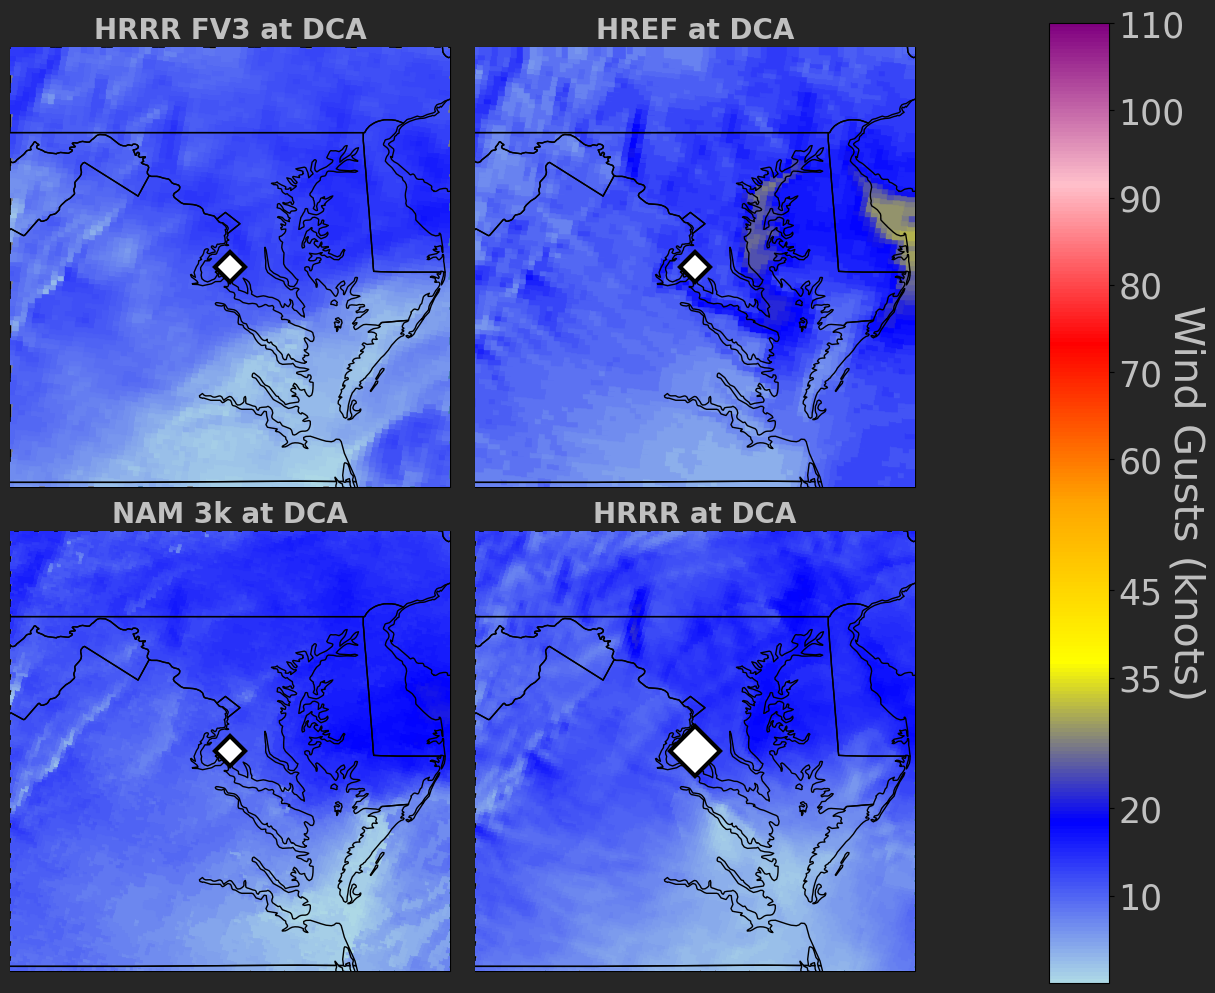 HRRR FV3 at DCA
HREF at DCA
NAM 3k at DCA
HRRR at DCA
110
100
90
80
70
60
45
35
20
10
Wind Gusts (knots)